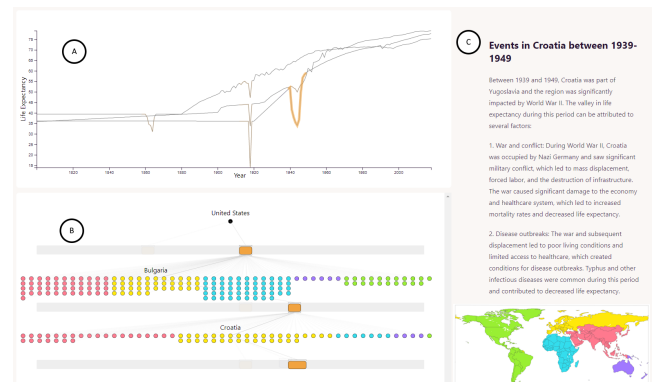 A
75
70
65
60
55
50
45
40
35
30
25
20
15
Life Expectancy
1820
1840
1860
1880
1900
1920
1940
1960
1980
2000
Year
B
United States
Bulgaria
Croatia
C
Events in Croatia between 1939-
1949
Between 1939 and 1949, Croatia was part of
Yugoslavia and the region was significantly
impacted by World War II. The valley in life
expectancy during this period can be attributed to
several factors:
1. War and conflict: During World War II, Croatia
was occupied by Nazi Germany and saw significant
military conflict, which led to mass displacement,
forced labor, and the destruction of infrastructure.
The war caused significant damage to the economy
and healthcare system, which led to increased
mortality rates and decreased life expectancy.
2. Disease outbreaks: The war and subsequent
displacement led to poor living conditions and
limited access to healthcare, which created
conditions for disease outbreaks. Typhus and other
infectious diseases were common during this period
and contributed to decreased life expectancy.